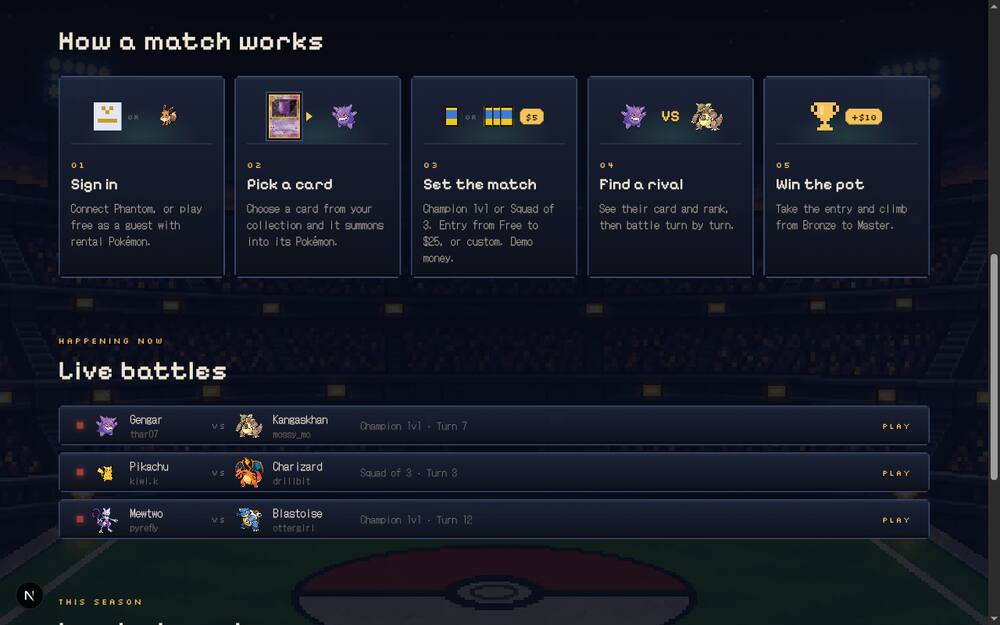 How a match works
OR
OR
$5
VS
+$10
01
Sign in
Connect Phantom, or play
free as a guest with
rental Pokémon.
02
Pick a card
Choose a card from your
collection and it summons
into its Pokémon.
03
Set the match
Champion 1v1 or Squad of
3. Entry from Free to
$25, or custom. Demo
money.
04
Find a rival
See their card and rank,
then battle turn by turn.
05
Win the pot
Take the entry and climb
from Bronze to Master.
HAPPENING NOW
Live battles
Gengar
thar07
VS
Kangaskhan
mossy_mo
Champion 1v1 · Turn 7
PLAY
Pikachu
kiwi.k
VS
Charizard
drillbit
Squad of 3 · Turn 3
PLAY
Mewtwo
pyrefly
VS
Blastoise
ottergirl
Champion 1v1 · Turn 12
PLAY
N
THIS SEASON